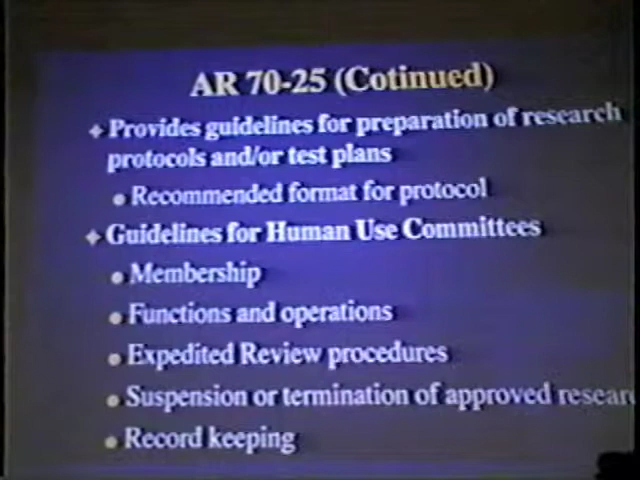 AR 70-25 (Cotinued)
Provides guidelines for preparation of research
protocols and/or test plans
Recommended format for protocol
Guidelines for Human Use Committees
Membership
Functions and operations
Expedited Review procedures
Suspension or termination of approved resear
Record keeping